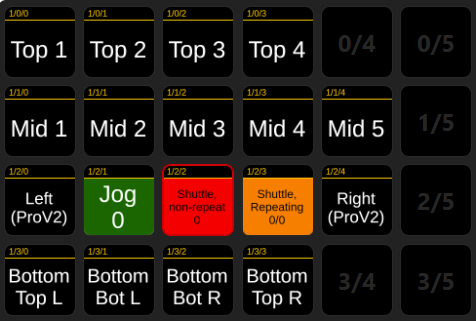 1/0/0 1/0/1 1/0/2 1/0/3
Top 1 Top 2 Top 3 Top 4 0/4 0/5
1/1/0 1/1/1 1/1/2 1/1/3 1/1/4
Mid 1 Mid 2 Mid 3 Mid 4 Mid 5 1/5
1/2/0 1/2/1 1/2/2 1/2/3 1/2/4
Left
(ProV2)
Jog
0
Shuttle,
non-repeat
0
Shuttle,
Repeating
0/0
Right
(ProV2)
2/5
1/3/0 1/3/1 1/3/2 1/3/3
Bottom
Top L
Bottom
Bot L
Bottom
Bot R
Bottom
Top R
3/4 3/5